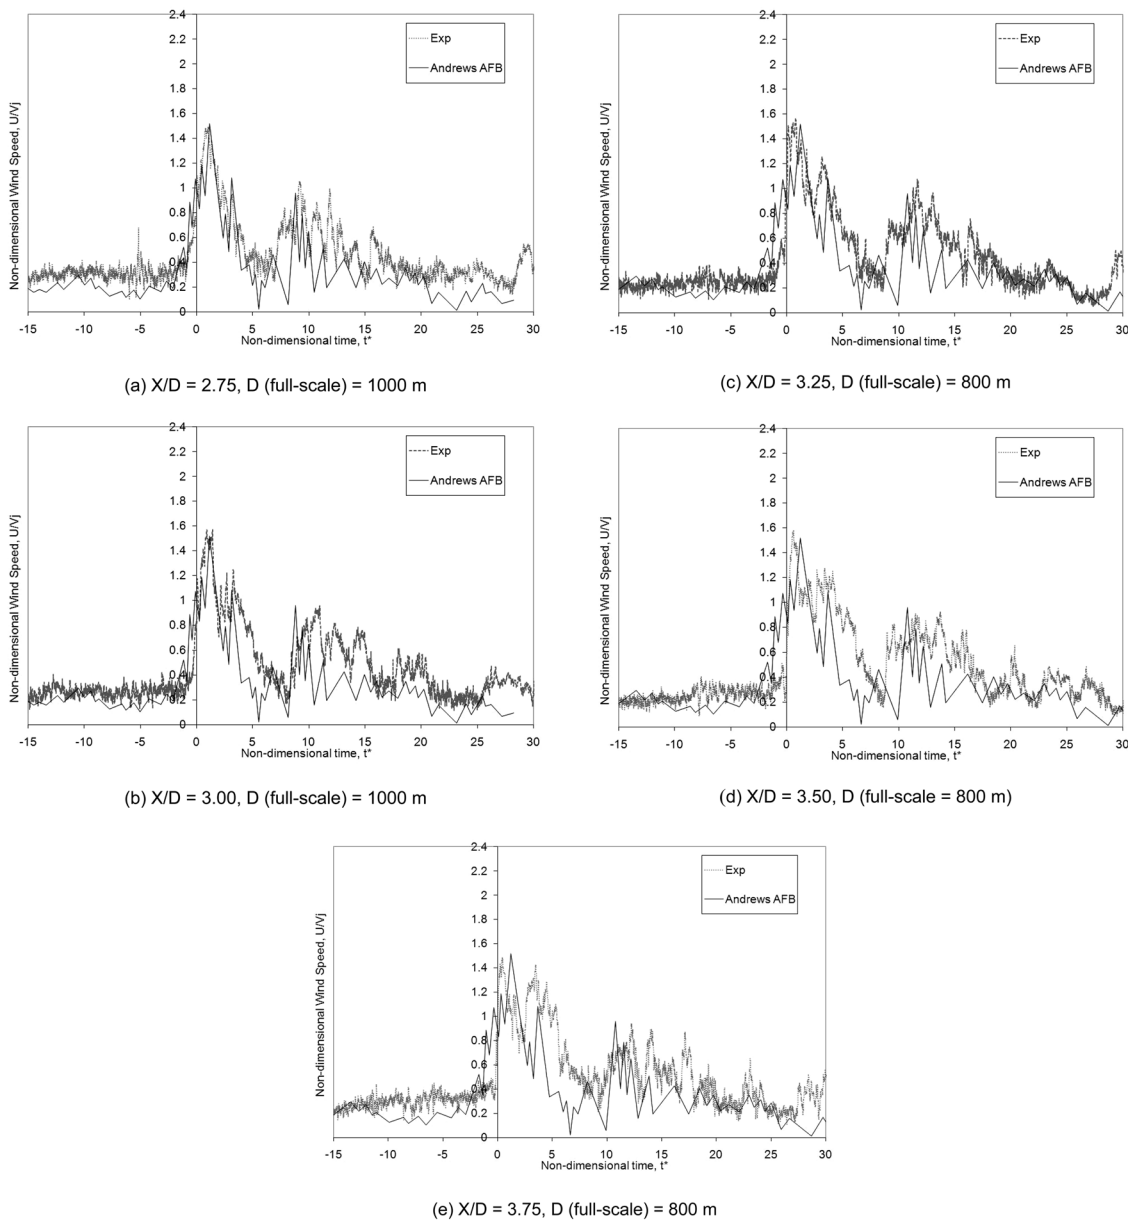 2.4
2.2
2
1.8
1.6
1.4
1.2
1
0.8
0.6
0.4
0.2
0
Non-dimensional Wind Speed, U/Vj
Exp
Andrews AFB
-15 -10 -5 0 5 10 15 20 25 30
Non-dimensional time, t*
(a) X/D = 2.75, D (full-scale) = 1000 m
2.4
2.2
2
1.8
1.6
1.4
1.2
1
0.8
0.6
0.4
0.2
0
Non-dimensional Wind Speed, U/Vj
Exp
Andrews AFB
-15 -10 -5 0 5 10 15 20 25 30
Non-dimensional time, t*
(c) X/D = 3.25, D (full-scale) = 800 m
2.4
2.2
2
1.8
1.6
1.4
1.2
1
0.8
0.6
0.4
0.2
0
Non-dimensional Wind Speed, U/Vj
Exp
Andrews AFB
-15 -10 -5 0 5 10 15 20 25 30
Non-dimensional time, t*
(b) X/D = 3.00, D (full-scale) = 1000 m
2.4
2.2
2
1.8
1.6
1.4
1.2
1
0.8
0.6
0.4
0.2
0
Non-dimensional Wind Speed, U/Vj
Exp
Andrews AFB
-15 -10 -5 0 5 10 15 20 25 30
Non-dimensional time, t*
(d) X/D = 3.50, D (full-scale = 800 m)
2.4
2.2
2
1.8
1.6
1.4
1.2
1
0.8
0.6
0.4
0.2
0
Non-dimensional Wind Speed, U/Vj
Exp
Andrews AFB
-15 -10 -5 0 5 10 15 20 25 30
Non-dimensional time, t*
(e) X/D = 3.75, D (full-scale) = 800 m